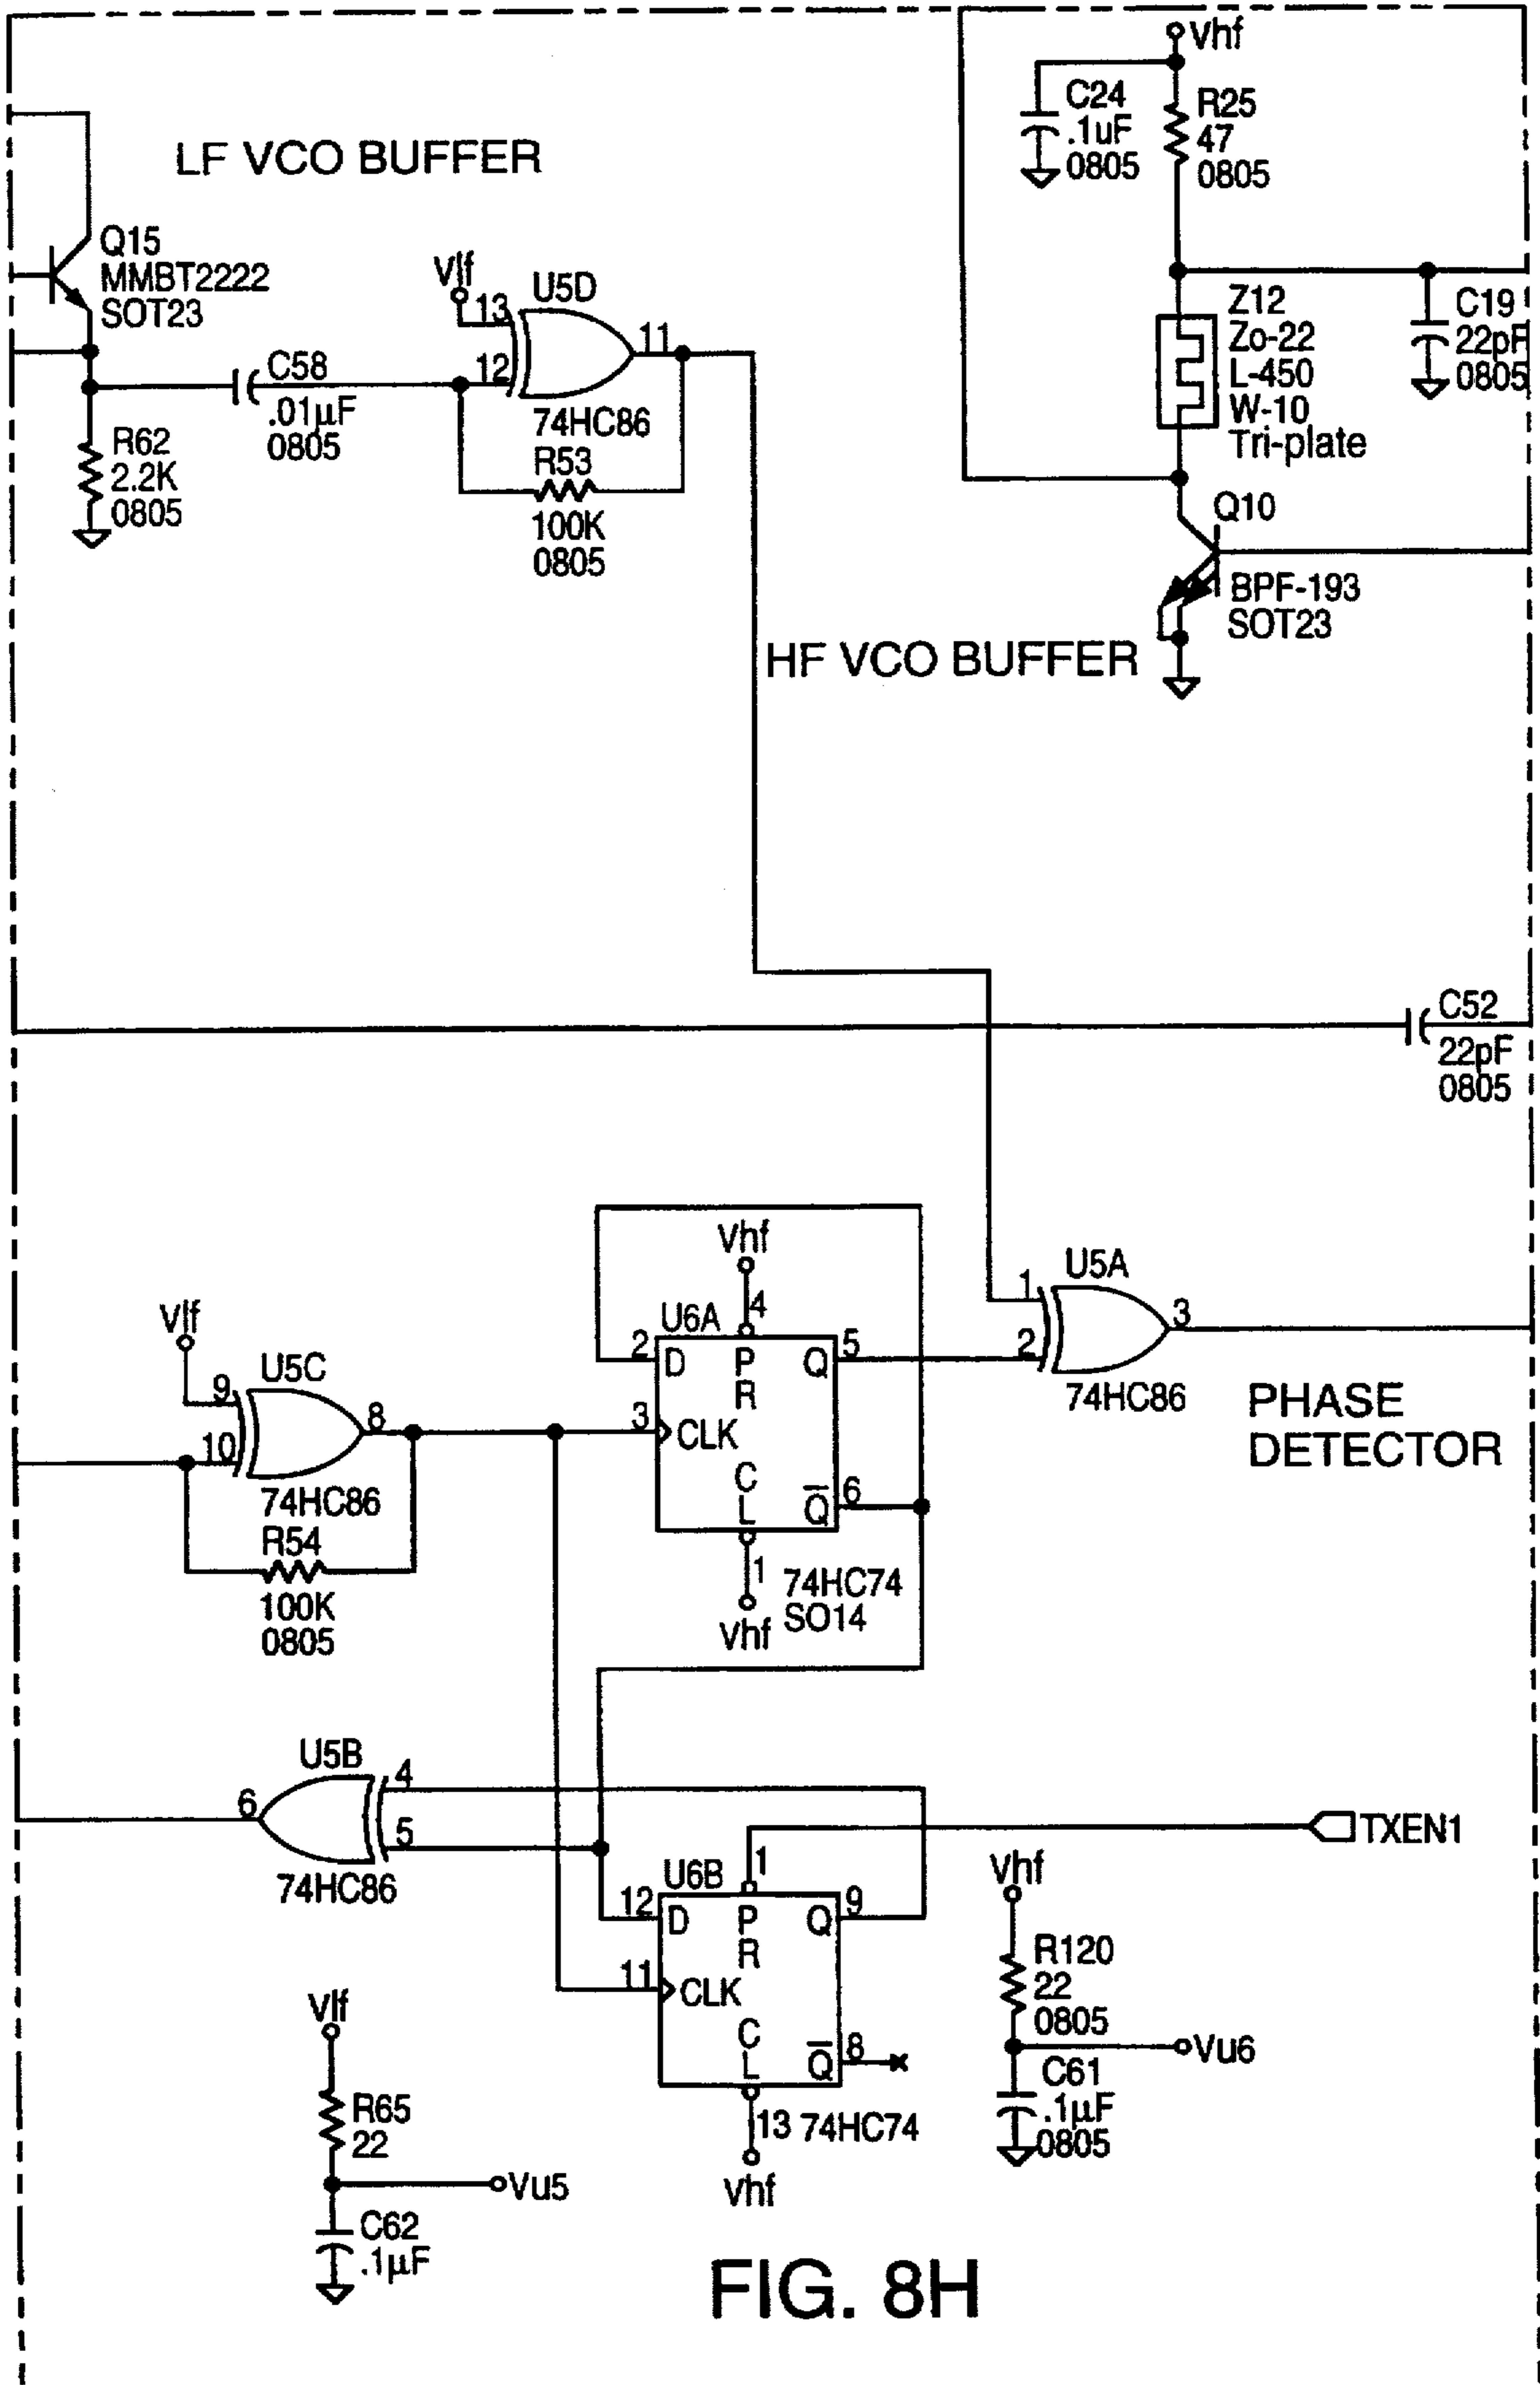 Vhf
C24
.1uF
0805
R25
47
0805
LF VCO BUFFER
Q15
MMBT2222
SOT23
Vlf
13
U5D
12
11
74HC86
C58
.01µF
0805
R62
2.2K
0805
R53
100K
0805
Z12
Zo-22
L-450
W-10
Tri-plate
C19
22pF
0805
Q10
BPF-193
SOT23
HF VCO BUFFER
C52
22pF
0805
Vhf
4
U6A
2
D
P
R
Q
5
3
CLK
C
L
Q̅
6
1
Vhf
74HC74
SO14
U5A
1
2
3
74HC86
PHASE
DETECTOR
Vlf
9
U5C
10
8
74HC86
R54
100K
0805
U5B
4
6
5
74HC86
TXEN1
1
U6B
12
D
P
R
Q
9
11
CLK
C
L
Q̅
8
13
74HC74
Vhf
Vhf
R120
22
0805
Vu6
C61
.1µF
0805
Vlf
R65
22
Vu5
C62
.1µF
FIG. 8H